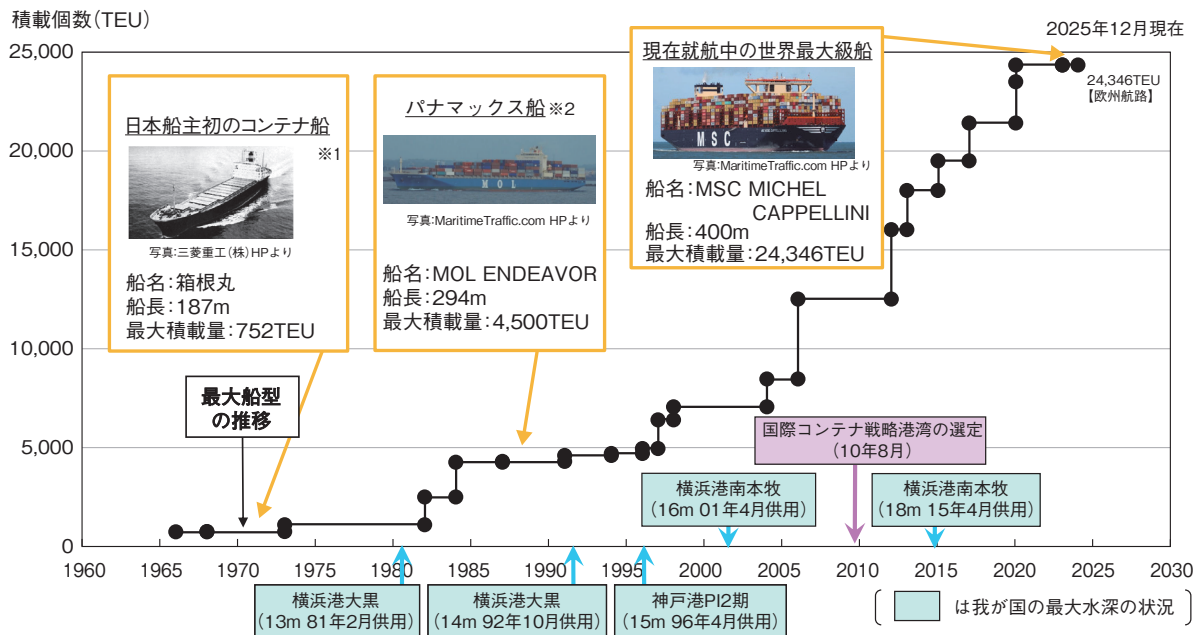 積載個数(TEU)
2025年12月現在
25,000
20,000
15,000
10,000
5,000
0
1960
1965
1970
1975
1980
1985
1990
1995
2000
2005
2010
2015
2020
2025
2030
日本船主初のコンテナ船
※1
写真:三菱重工(株)HPより
船名:箱根丸
船長:187m
最大積載量:752TEU
パナマックス船※2
MOL
写真:MaritimeTraffic.com HPより
船名:MOL ENDEAVOR
船長:294m
最大積載量:4,500TEU
現在就航中の世界最大級船
MSC
写真:MaritimeTraffic.com HPより
船名:MSC MICHEL
CAPPELLINI
船長:400m
最大積載量:24,346TEU
24,346TEU
【欧州航路】
最大船型
の推移
国際コンテナ戦略港湾の選定
(10年8月)
横浜港南本牧
(16m 01年4月供用)
横浜港南本牧
(18m 15年4月供用)
横浜港大黒
(13m 81年2月供用)
横浜港大黒
(14m 92年10月供用)
神戸港PI2期
(15m 96年4月供用)
( は我が国の最大水深の状況 )